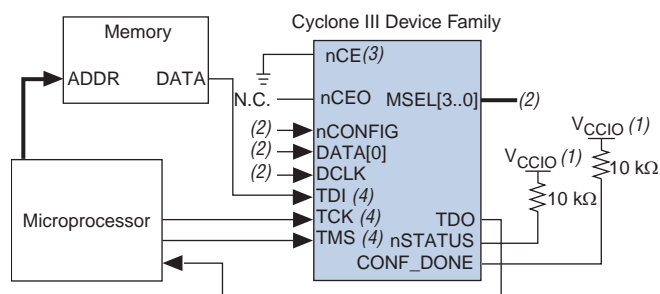 Cyclone III Device Family
Memory
ADDR DATA
nCE(3)
N.C.
nCEO
MSEL[3..0]
(2)
(2)
nCONFIG
(2)
DATA[0]
(2)
DCLK
TDI (4)
TCK (4)
TMS (4)
TDO
nSTATUS
CONF_DONE
Microprocessor
VCCIO (1)
10 kΩ
VCCIO (1)
10 kΩ